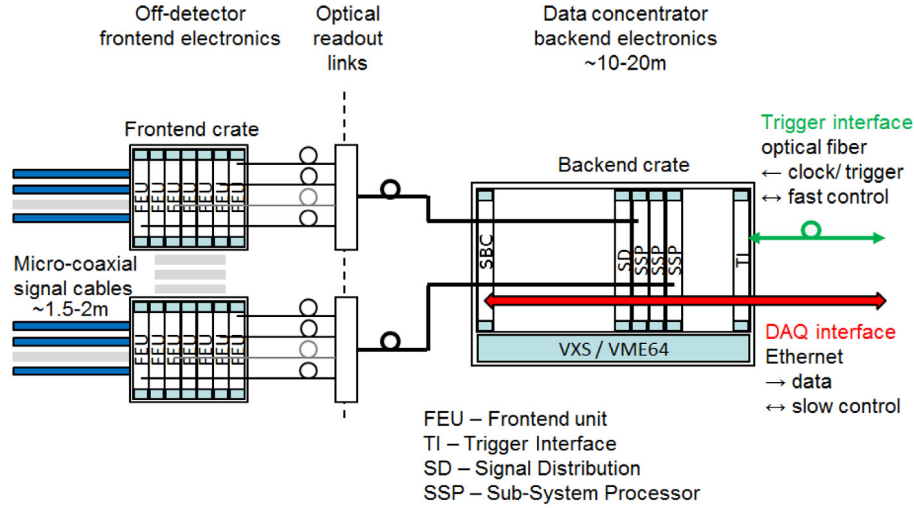 Off-detector
frontend electronics
Optical
readout
links
Data concentrator
backend electronics
~10-20m
Frontend crate
FEU
FEU
FEU
FEU
FEU
FEU
FEU
Micro-coaxial
signal cables
~1.5-2m
FEU
FEU
FEU
FEU
FEU
FEU
FEU
Backend crate
SBC
SD
SSP
SSP
SSP
TI
VXS / VME64
Trigger interface
optical fiber
← clock/ trigger
↔ fast control
DAQ interface
Ethernet
→ data
↔ slow control
FEU – Frontend unit
TI – Trigger Interface
SD – Signal Distribution
SSP – Sub-System Processor